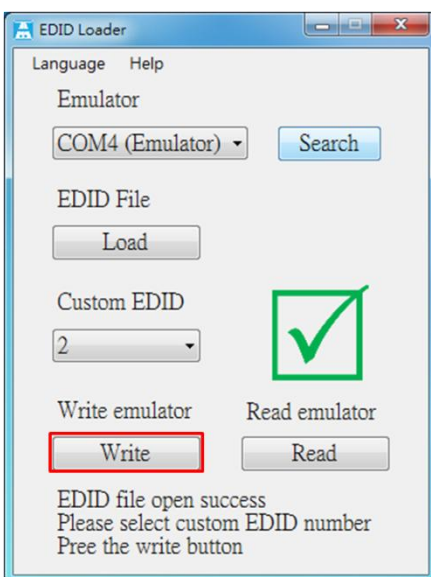 EDID Loader
Language Help
Emulator
COM4 (Emulator) Search
EDID File
Load
Custom EDID
2
Write emulator Read emulator
Write Read
EDID file open success
Please select custom EDID number
Pree the write button